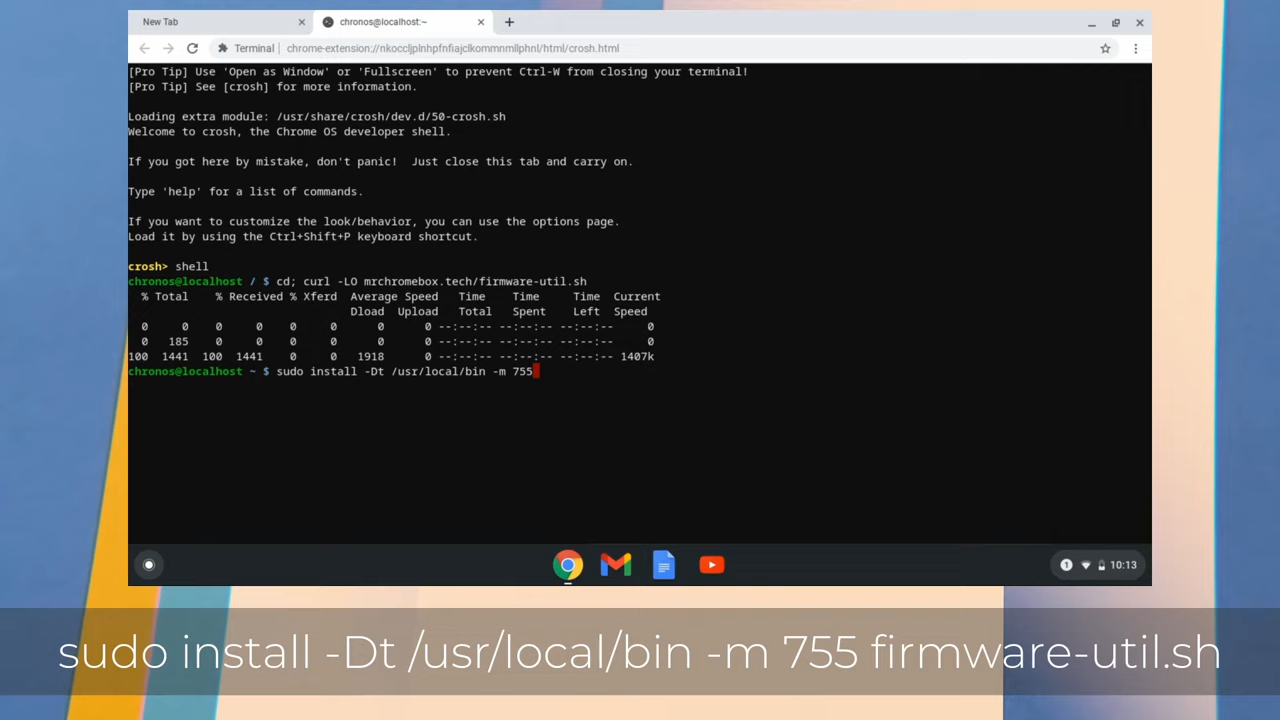 New Tab
chronos@localhost:~
Terminal
chrome-extension://nkoccljplnhpfnfiajclkommnmilphnl/html/crosh.html
[Pro Tip] Use 'Open as Window' or 'Fullscreen' to prevent Ctrl-W from closing your terminal!
[Pro Tip] See [crosh] for more information.
Loading extra module: /usr/share/crosh/dev.d/50-crosh.sh
Welcome to crosh, the Chrome OS developer shell.
If you got here by mistake, don't panic!  Just close this tab and carry on.
Type 'help' for a list of commands.
If you want to customize the look/behavior, you can use the options page.
Load it by using the Ctrl+Shift+P keyboard shortcut.
crosh> shell
chronos@localhost / $ cd; curl -LO mrchromebox.tech/firmware-util.sh
  % Total    % Received % Xferd  Average Speed   Time    Time     Time  Current
                                 Dload  Upload   Total   Spent    Left  Speed
  0     0    0     0    0     0      0      0 --:--:-- --:--:-- --:--:--     0
  0   185    0     0    0     0      0      0 --:--:-- --:--:-- --:--:--     0
100  1441  100  1441    0     0   1918      0 --:--:-- --:--:-- --:--:-- 1407k
chronos@localhost ~ $ sudo install -Dt /usr/local/bin -m 755
1
10:13
sudo install -Dt /usr/local/bin -m 755 firmware-util.sh